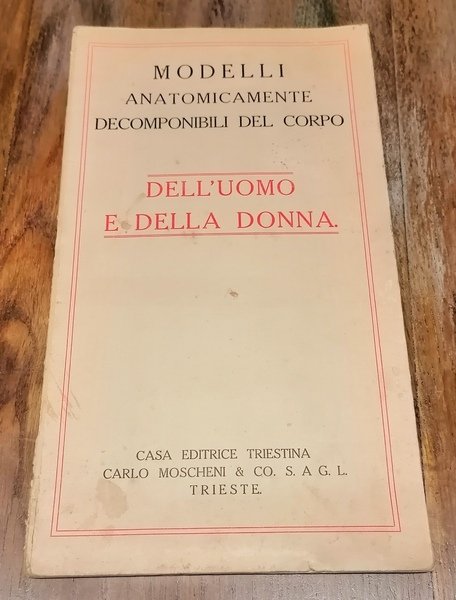 MODELLI
ANATOMICAMENTE
DECOMPONIBILI DEL CORPO
DELL'UOMO
E DELLA DONNA.
CASA EDITRICE TRIESTINA
CARLO MOSCHENI & CO. S. A G. L.
TRIESTE.